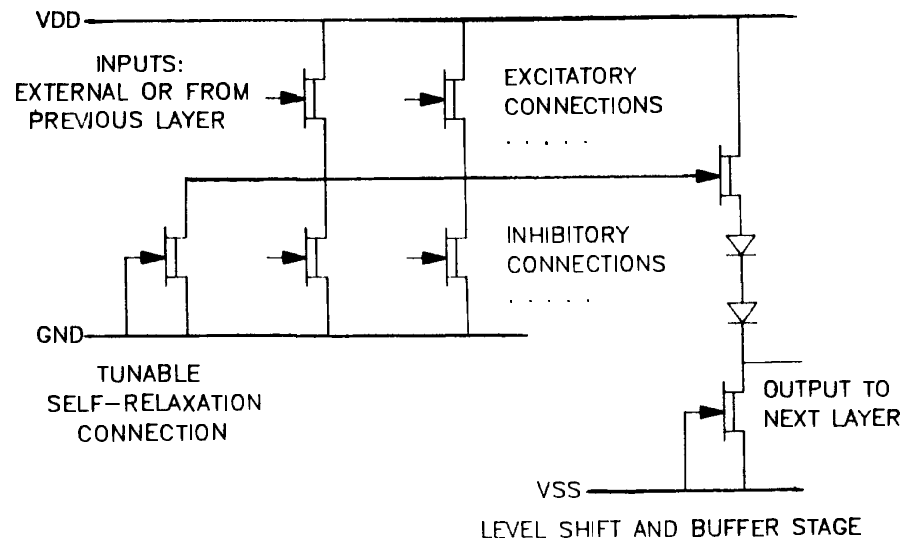 VDD
INPUTS:
EXTERNAL OR FROM
PREVIOUS LAYER
EXCITATORY
CONNECTIONS
. . . . .
INHIBITORY
CONNECTIONS
. . . . .
GND
TUNABLE
SELF-RELAXATION
CONNECTION
OUTPUT TO
NEXT LAYER
VSS
LEVEL SHIFT AND BUFFER STAGE